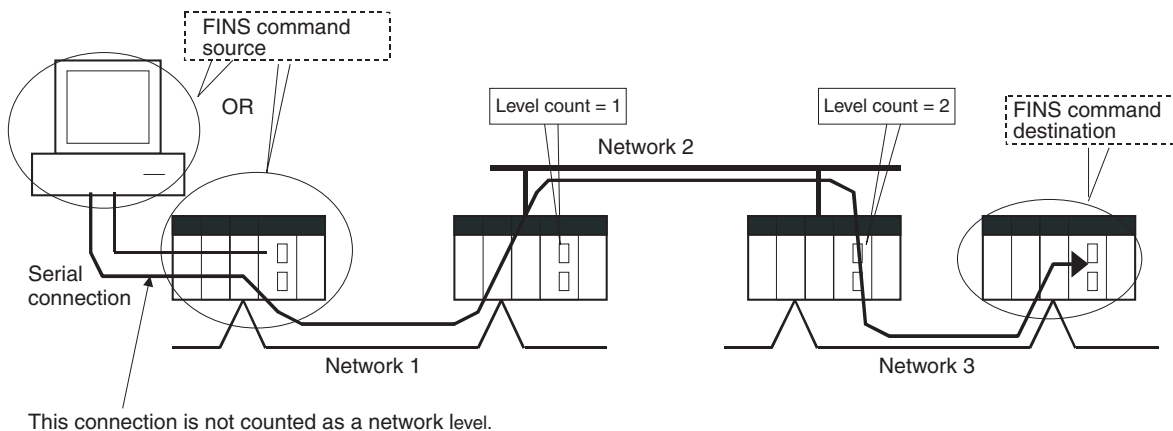 FINS command
source
OR
Level count = 1
Level count = 2
FINS command
destination
Network 2
Serial
connection
Network 1
Network 3
This connection is not counted as a network level.